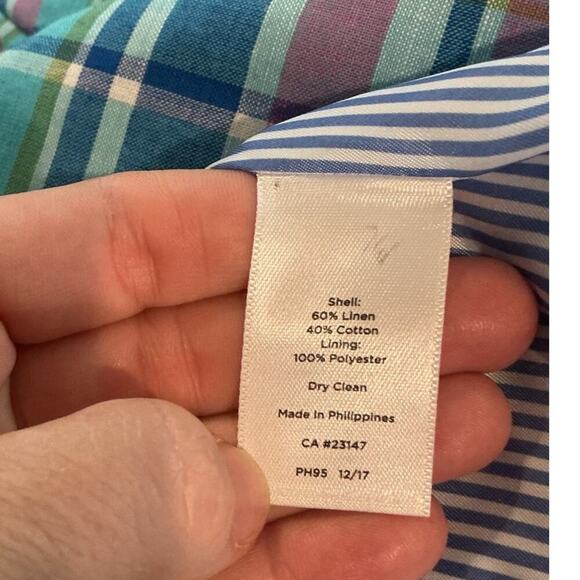 Shell:
60% Linen
40% Cotton
Lining:
100% Polyester
Dry Clean
Made in Philippines
CA #23147
PH95 12/17